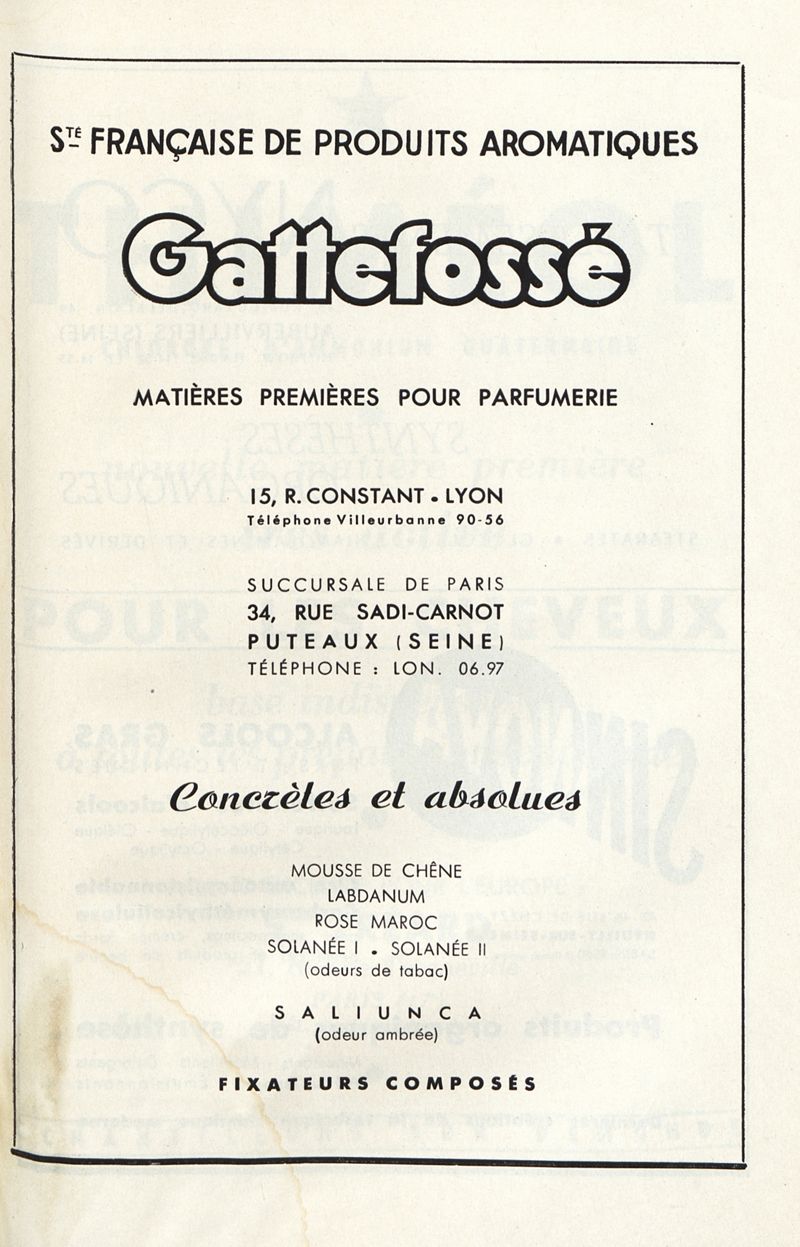 Sté FRANÇAISE DE PRODUITS AROMATIQUES
Gattefossé
MATIÈRES PREMIÈRES POUR PARFUMERIE
15, R. CONSTANT • LYON
Téléphone Villeurbanne 90-56
SUCCURSALE DE PARIS
34, RUE SADI-CARNOT
PUTEAUX (SEINE)
TÉLÉPHONE : LON. 06.97
Concrètes et absolues
MOUSSE DE CHÊNE
LABDANUM
ROSE MAROC
SOLANÉE I • SOLANÉE II
(odeurs de tabac)
SALIUNCA
(odeur ambrée)
FIXATEURS COMPOSÉS